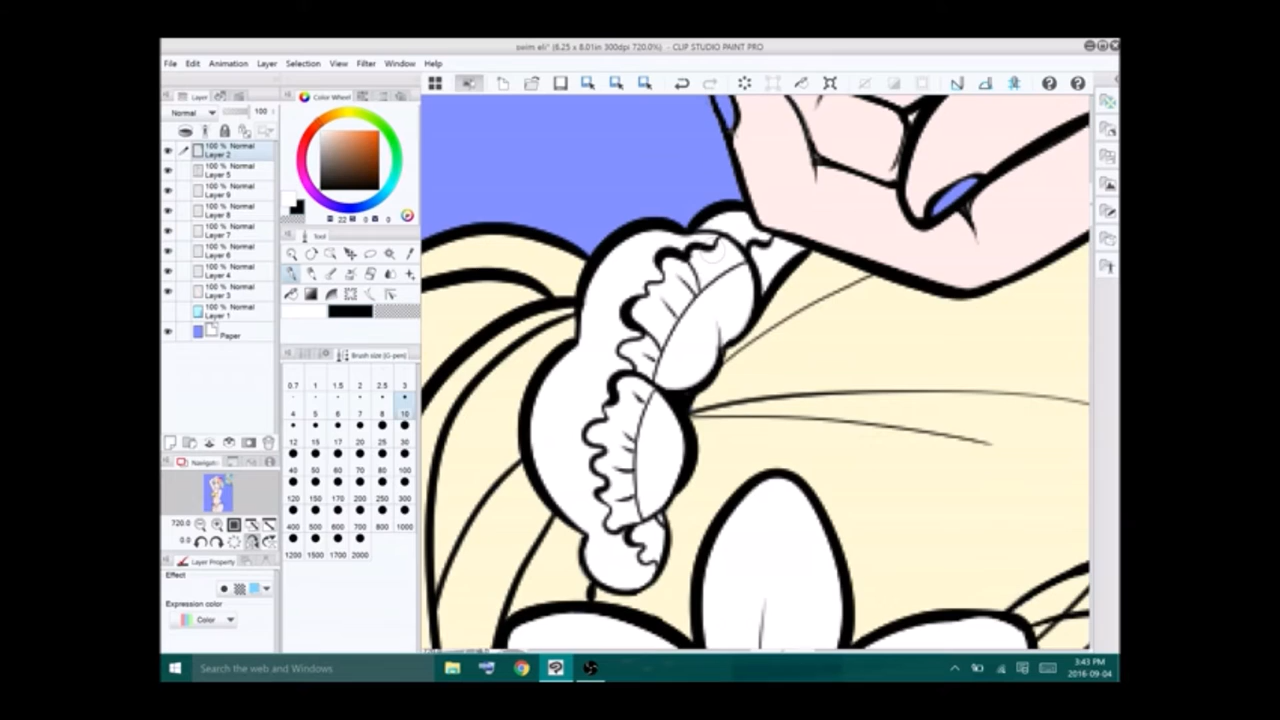 swim eli* (6.25 x 8.01in 300dpi 720.0%) - CLIP STUDIO PAINT PRO
File Edit Animation Layer Selection View Filter Window Help
Layer
Color Wheel
Normal 100
100 % Normal
Layer 2
100 % Normal
Layer 5
100 % Normal
Layer 9
100 % Normal
Layer 8
100 % Normal
Layer 7
100 % Normal
Layer 6
100 % Normal
Layer 4
100 % Normal
Layer 3
100 % Normal
Layer 1
Paper
22 0 0
Tool
Brush size (G-pen)
0.7 1 1.5 2 2.5 3
4 5 6 7 8 10
12 15 17 20 25 30
40 50 60 70 80 100
120 150 170 200 250 300
400 500 600 700 800 1000
1200 1500 1700 2000
Navigat
720.0
0.0
Layer Property
Effect
Expression color
Color
Search the web and Windows
3:43 PM
2016-09-04